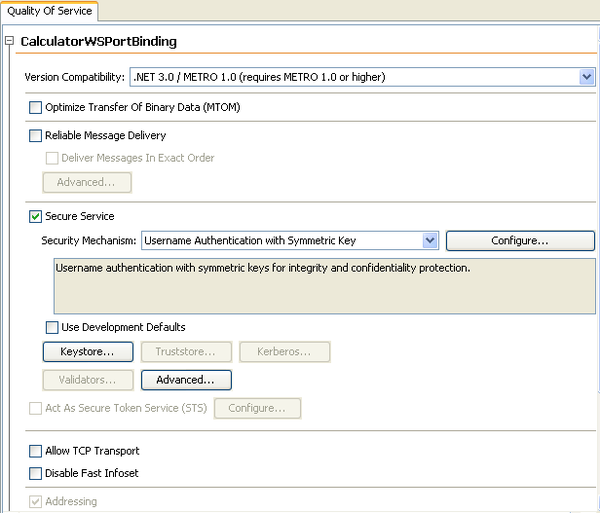 Quality Of Service
CalculatorWSPortBinding
Version Compatibility: .NET 3.0 / METRO 1.0 (requires METRO 1.0 or higher)
Optimize Transfer Of Binary Data (MTOM)
Reliable Message Delivery
Deliver Messages In Exact Order
Advanced...
Secure Service
Security Mechanism: Username Authentication with Symmetric Key Configure...
Username authentication with symmetric keys for integrity and confidentiality protection.
Use Development Defaults
Keystore... Truststore... Kerberos...
Validators... Advanced...
Act As Secure Token Service (STS) Configure...
Allow TCP Transport
Disable Fast Infoset
Addressing